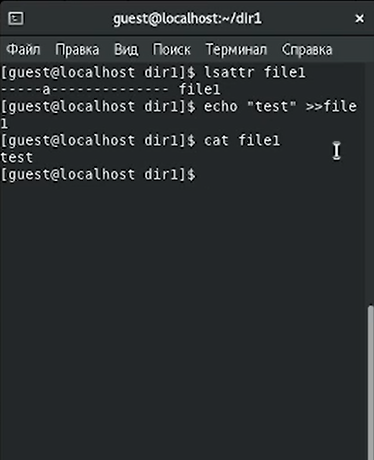 guest@localhost:~/dir1
Файл Правка Вид Поиск Терминал Справка
[guest@localhost dir1]$ lsattr file1
-----a-------------- file1
[guest@localhost dir1]$ echo "test" >>file
1
[guest@localhost dir1]$ cat file1
test
[guest@localhost dir1]$